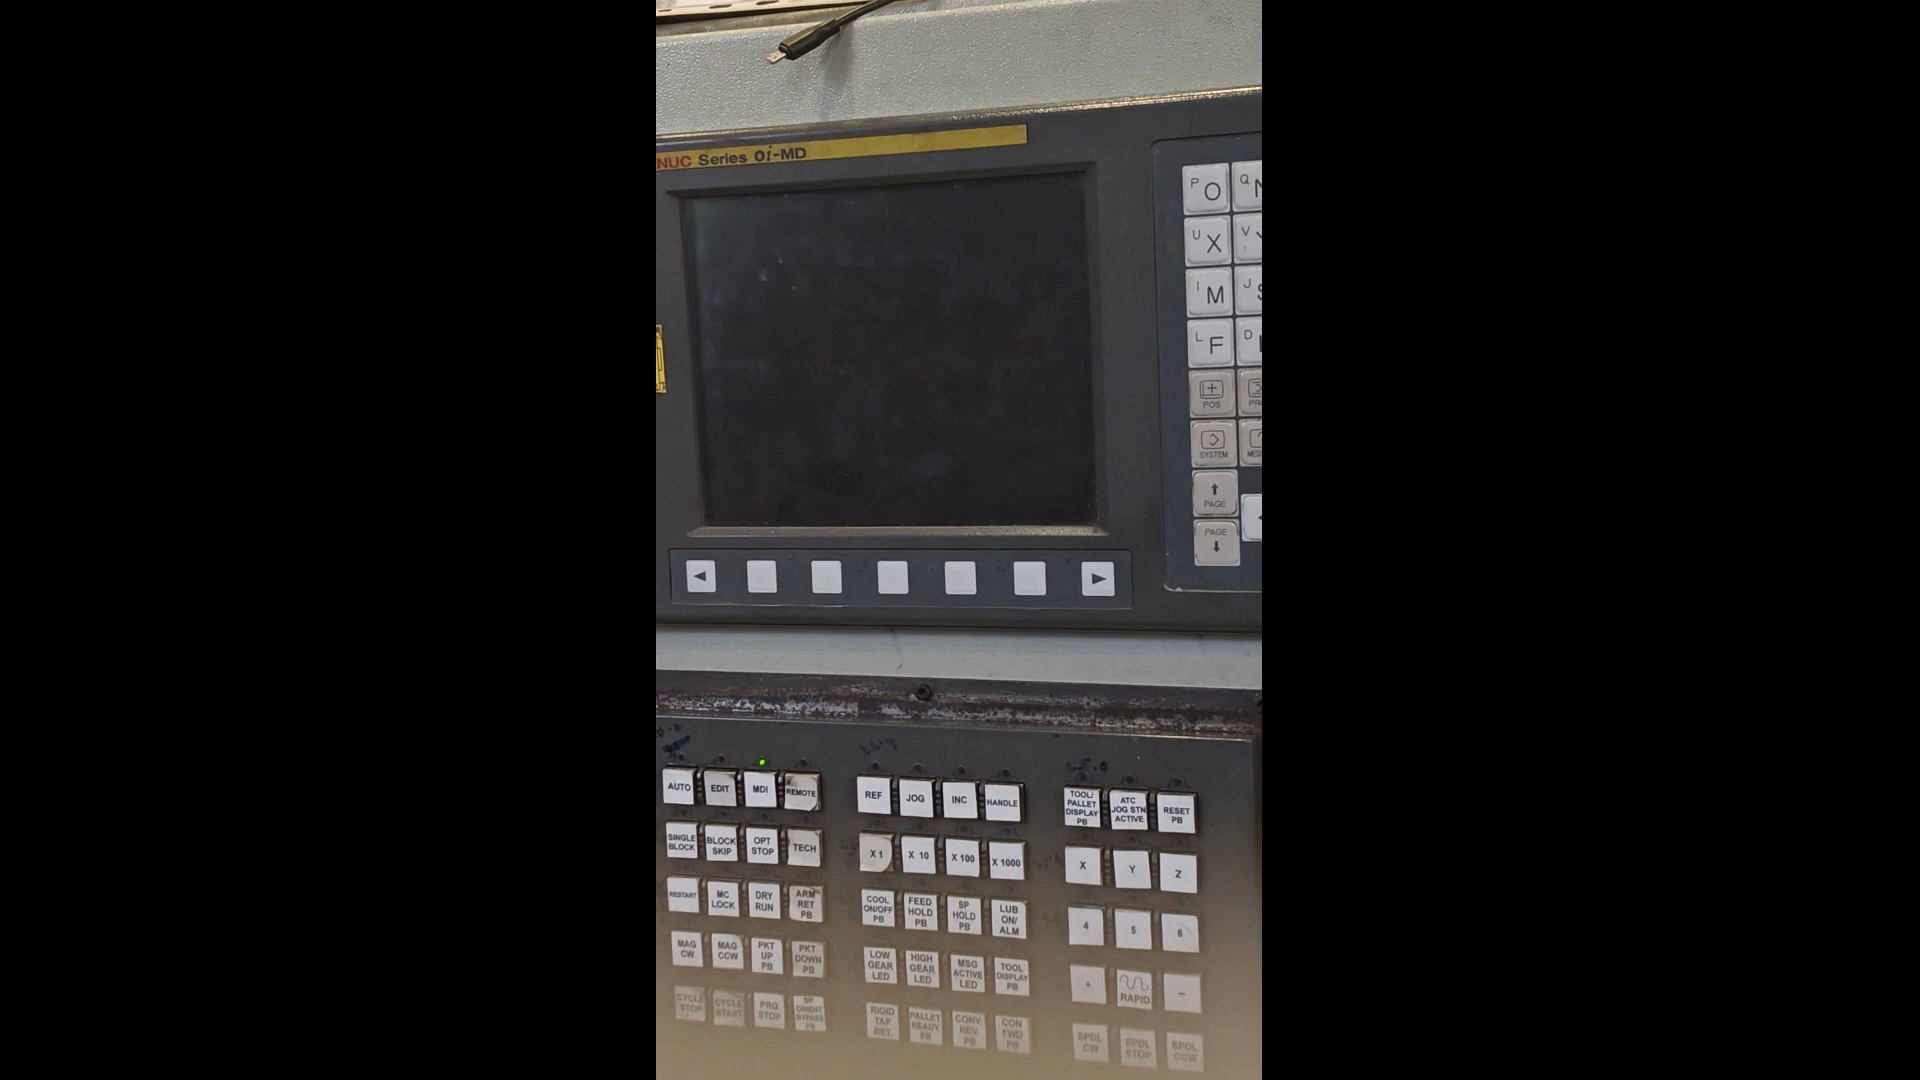 NUC Series 0i-MD
P O
Q
U X
V
I M
J
L F
D
POS
SYSTEM
PAGE
PAGE
AUTO
EDIT
MDI
REMOTE
REF
JOG
INC
HANDLE
TOOL/
PALLET
DISPLAY
PB
ATC
JOG STN
ACTIVE
RESET
PB
SINGLE
BLOCK
BLOCK
SKIP
OPT
STOP
TECH
X 1
X 10
X 100
X 1000
X
Y
Z
RESTART
MC
LOCK
DRY
RUN
ARM
RET
PB
COOL
ON/OFF
PB
FEED
HOLD
PB
SP
HOLD
PB
LUB
ON/
ALM
4
5
6
MAG
CW
MAG
CCW
PKT
UP
PB
PKT
DOWN
PB
LOW
GEAR
LED
HIGH
GEAR
LED
MSG
ACTIVE
LED
TOOL
DISPLAY
PB
+
RAPID
-
CYCLE
STOP
CYCLE
START
PRG
STOP
SP
ORIENT
BYPASS
PB
RIGID
TAP
RET.
PALLET
READY
PB
CONV.
REV.
PB
CON
FWD
PB
SPDL
CW
SPDL
STOP
SPDL
CCW